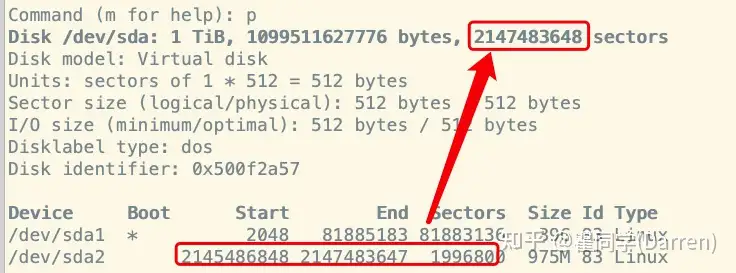 Command (m for help): p
Disk /dev/sda: 1 TiB, 1099511627776 bytes, 2147483648 sectors
Disk model: Virtual disk
Units: sectors of 1 * 512 = 512 bytes
Sector size (logical/physical): 512 bytes / 512 bytes
I/O size (minimum/optimal): 512 bytes / 512 bytes
Disklabel type: dos
Disk identifier: 0x500f2a57
Device Boot Start End Sectors Size Id Type
/dev/sda1 * 2048 81885183 81883136 39G 83 Linux
/dev/sda2 2145486848 2147483647 1996800 975M 83 Linux
知乎 @翟同学(Darren)